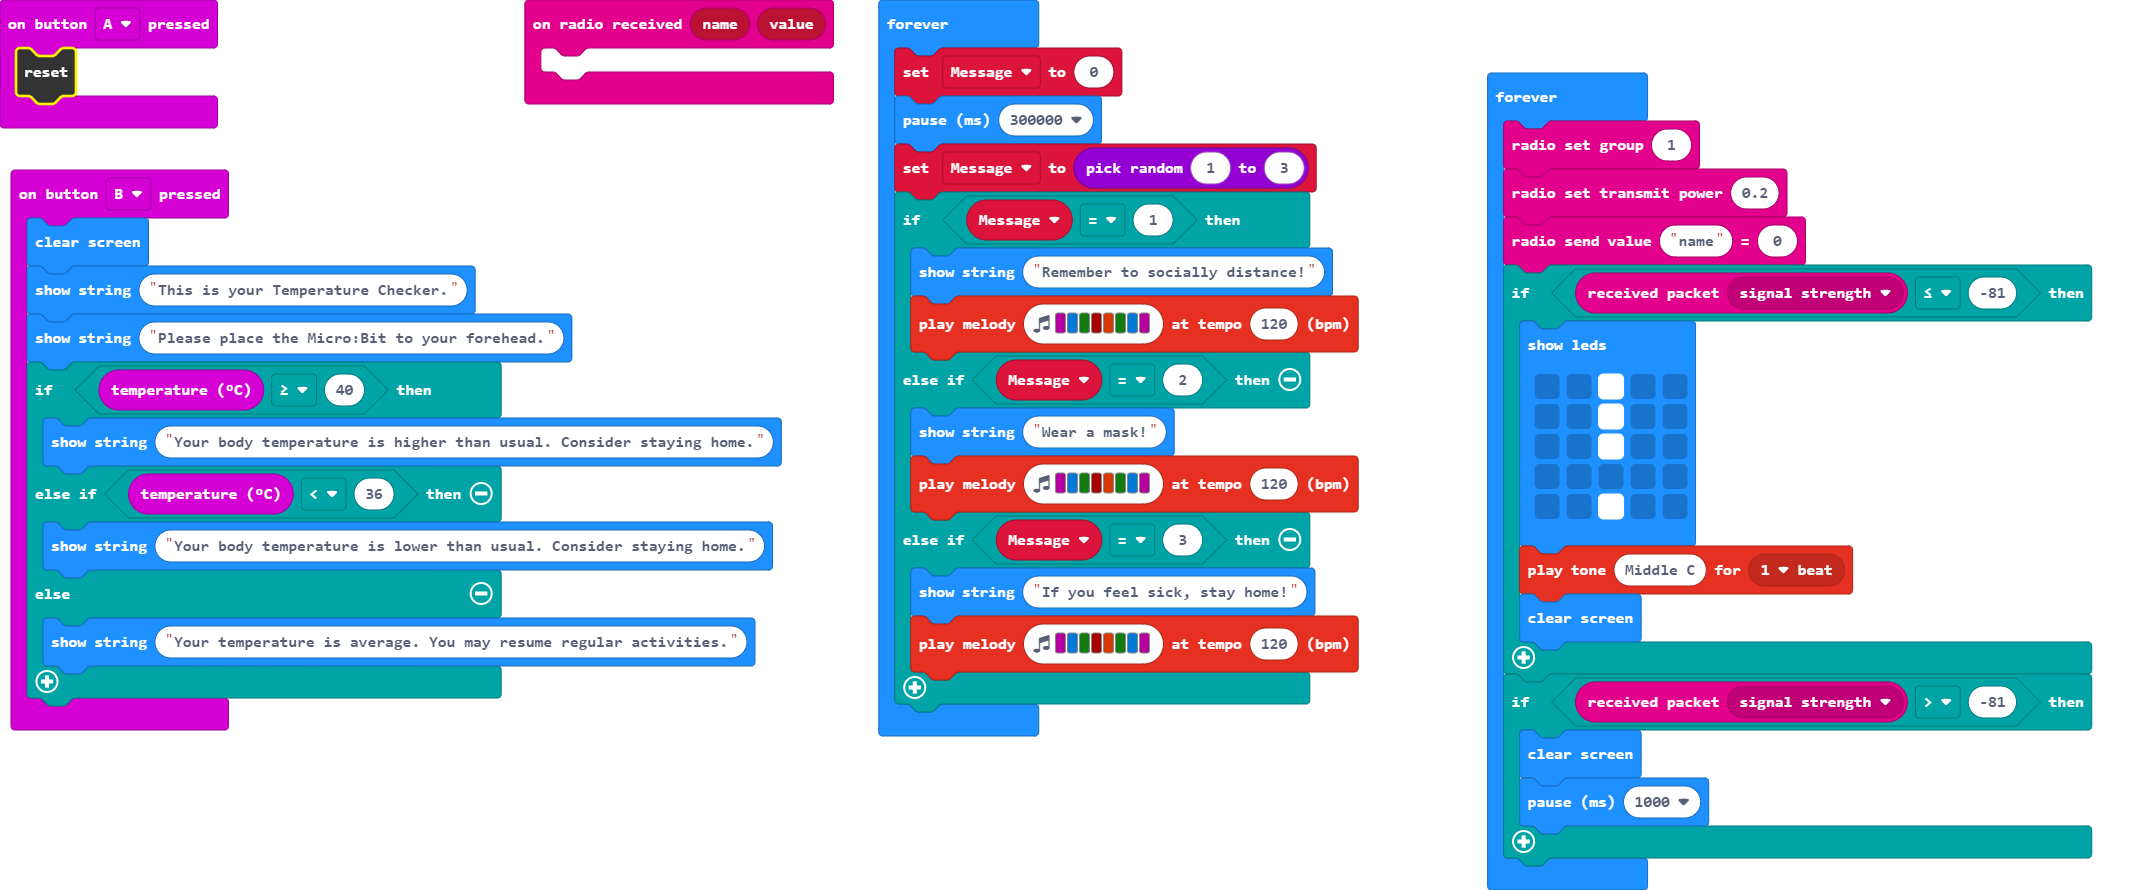 on button A pressed
reset
on button B pressed
clear screen
show string "This is your Temperature Checker."
show string "Please place the Micro:Bit to your forehead."
if temperature (ºC) ≥ 40 then
show string "Your body temperature is higher than usual. Consider staying home."
else if temperature (ºC) < 36 then
show string "Your body temperature is lower than usual. Consider staying home."
else
show string "Your temperature is average. You may resume regular activities."
on radio received name value
forever
set Message to 0
pause (ms) 300000
set Message to pick random 1 to 3
if Message = 1 then
show string "Remember to socially distance!"
play melody at tempo 120 (bpm)
else if Message = 2 then
show string "Wear a mask!"
play melody at tempo 120 (bpm)
else if Message = 3 then
show string "If you feel sick, stay home!"
play melody at tempo 120 (bpm)
forever
radio set group 1
radio set transmit power 0.2
radio send value "name" = 0
if received packet signal strength ≤ -81 then
show leds
play tone Middle C for 1 beat
clear screen
if received packet signal strength > -81 then
clear screen
pause (ms) 1000